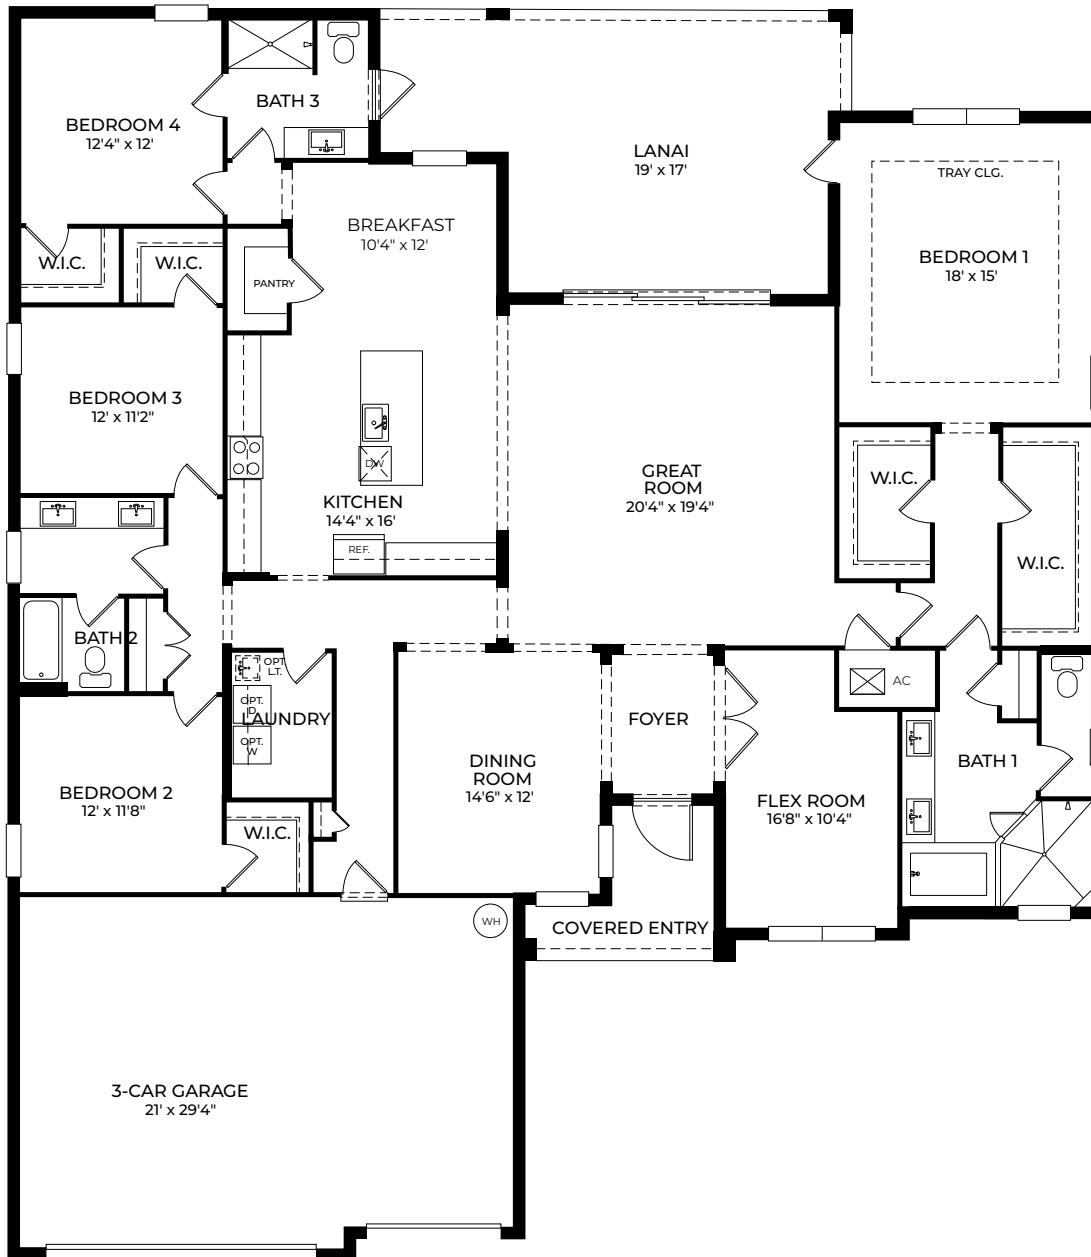 BEDROOM 4
12'4" x 12'
BATH 3
LANAI
19' x 17'
TRAY CLG.
BEDROOM 1
18' x 15'
BREAKFAST
10'4" x 12'
W.I.C.
W.I.C.
PANTRY
BEDROOM 3
12' x 11'2"
DW
KITCHEN
14'4" x 16'
REF.
GREAT
ROOM
20'4" x 19'4"
W.I.C.
W.I.C.
BATH 2
OPT.
L.T.
OPT.
D
LAUNDRY
OPT.
W
FOYER
AC
BEDROOM 2
12' x 11'8"
W.I.C.
DINING
ROOM
14'6" x 12'
FLEX ROOM
16'8" x 10'4"
BATH 1
WH
COVERED ENTRY
3-CAR GARAGE
21' x 29'4"